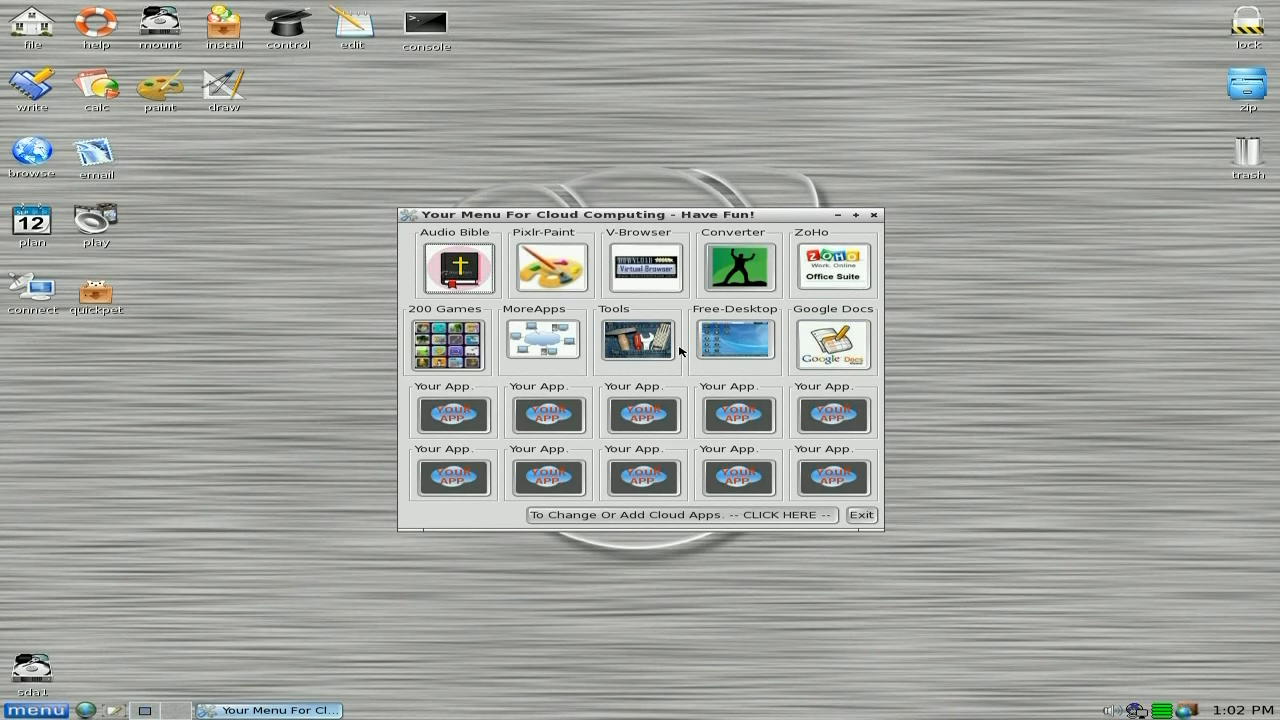 file help mount install control edit console lock
write calc paint draw zip
browse email trash
SEP
12
plan play
connect quickpet
Your Menu For Cloud Computing - Have Fun!
Audio Bible Pixlr-Paint V-Browser Converter ZoHo
Virtual Browser
ZOHO
Work. Online
Office Suite
200 Games MoreApps Tools Free-Desktop Google Docs
Google Docs
Your App. Your App. Your App. Your App. Your App.
YOUR APP YOUR APP YOUR APP YOUR APP YOUR APP
Your App. Your App. Your App. Your App. Your App.
YOUR APP YOUR APP YOUR APP YOUR APP YOUR APP
To Change Or Add Cloud Apps. -- CLICK HERE -- Exit
sda1
menu Your Menu For Cl... 1:02 PM